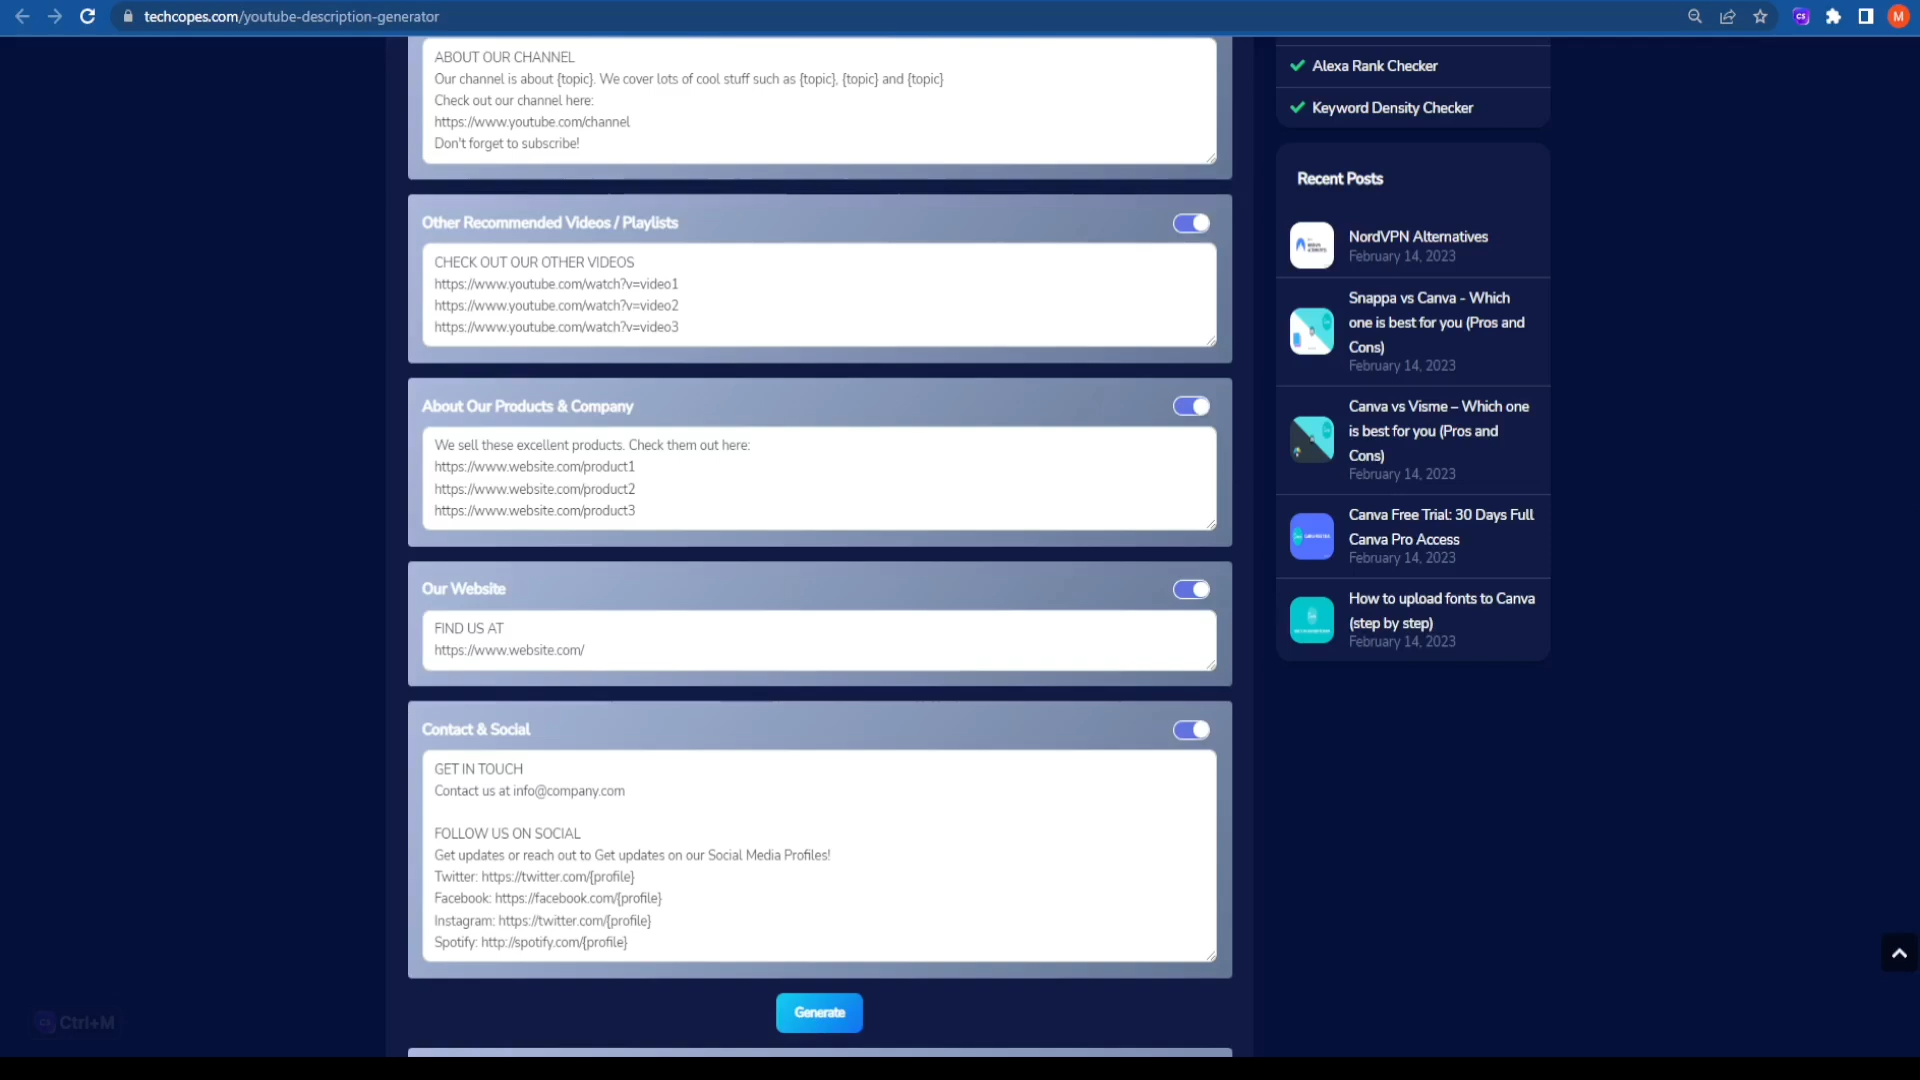 techcopes.com/youtube-description-generator
M
ABOUT OUR CHANNEL
Our channel is about {topic}. We cover lots of cool stuff such as {topic}, {topic} and {topic}
Check out our channel here:
https://www.youtube.com/channel
Don't forget to subscribe!
Other Recommended Videos / Playlists
CHECK OUT OUR OTHER VIDEOS
https://www.youtube.com/watch?v=video1
https://www.youtube.com/watch?v=video2
https://www.youtube.com/watch?v=video3
About Our Products & Company
We sell these excellent products. Check them out here:
https://www.website.com/product1
https://www.website.com/product2
https://www.website.com/product3
Our Website
FIND US AT
https://www.website.com/
Contact & Social
GET IN TOUCH
Contact us at info@company.com
FOLLOW US ON SOCIAL
Get updates or reach out to Get updates on our Social Media Profiles!
Twitter: https://twitter.com/{profile}
Facebook: https://facebook.com/{profile}
Instagram: https://twitter.com/{profile}
Spotify: http://spotify.com/{profile}
Generate
Ctrl+M
Alexa Rank Checker
Keyword Density Checker
Recent Posts
NordVPN Alternatives
February 14, 2023
Snappa vs Canva - Which
one is best for you (Pros and
Cons)
February 14, 2023
Canva vs Visme – Which one
is best for you (Pros and
Cons)
February 14, 2023
Canva Free Trial: 30 Days Full
Canva Pro Access
February 14, 2023
How to upload fonts to Canva
(step by step)
February 14, 2023